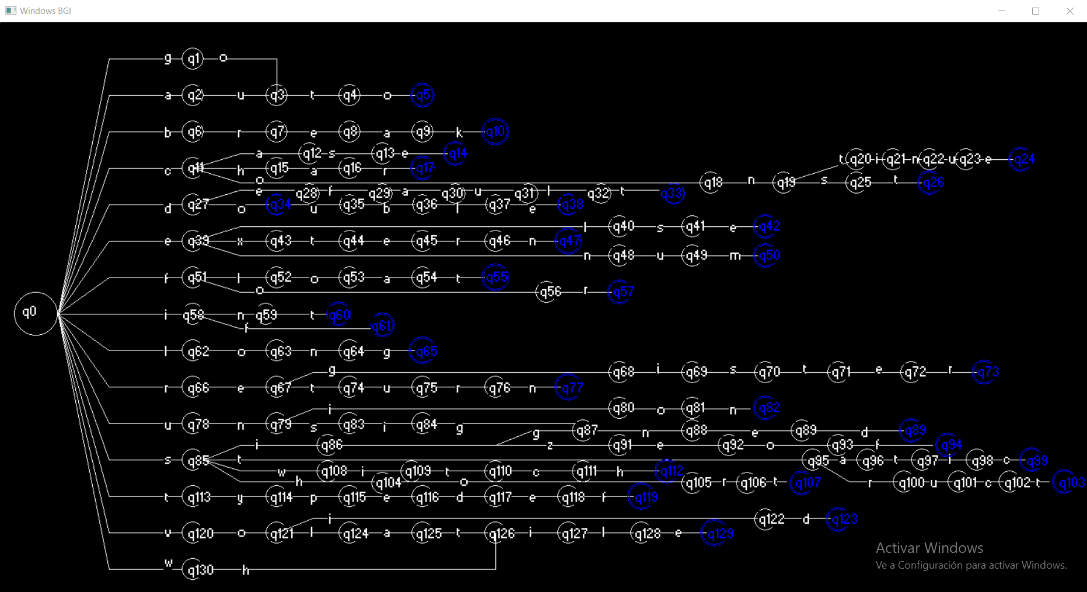 Windows BGI
g q1 o
a q2 u q3 t q4 o q5
b q6 r q7 e q8 a q9 k q10
a q12 s q13 e q14
t q20 i q21 n q22 u q23 e q24
c q11 h q15 a q16 r q17
o q18 n q19 s q25 t q26
e q28 f q29 a q30 u q31 l q32 t q33
d q27 o q34 u q35 b q36 l q37 e q38
l q40 s q41 e q42
e q39 x q43 t q44 e q45 r q46 n q47
n q48 u q49 m q50
f q51 l q52 o q53 a q54 t q55
o q56 r q57
q0 i q58 n q59 t q60
f q61
l q62 o q63 n q64 g q65
g q68 i q69 s q70 t q71 e q72 r q73
r q66 e q67 t q74 u q75 r q76 n q77
i q80 o q81 n q82
u q78 n q79 s q83 i q84 g
g q87 n q88 e q89 d q89
i q86 z q91 e q92 o q93 f q94
s q85 t q95 a q96 t q97 i q98 c q99
w q108 i q109 t q110 c q111 h q112
h q104 o q105 r q106 t q107 r q100 u q101 c q102 t q103
t q113 y q114 p q115 e q116 d q117 e q118 f q119
i q122 d q123
v q120 o q121 l q124 a q125 t q126 i q127 l q128 e q129
Activar Windows
Ve a Configuración para activar Windows.
w q130 h